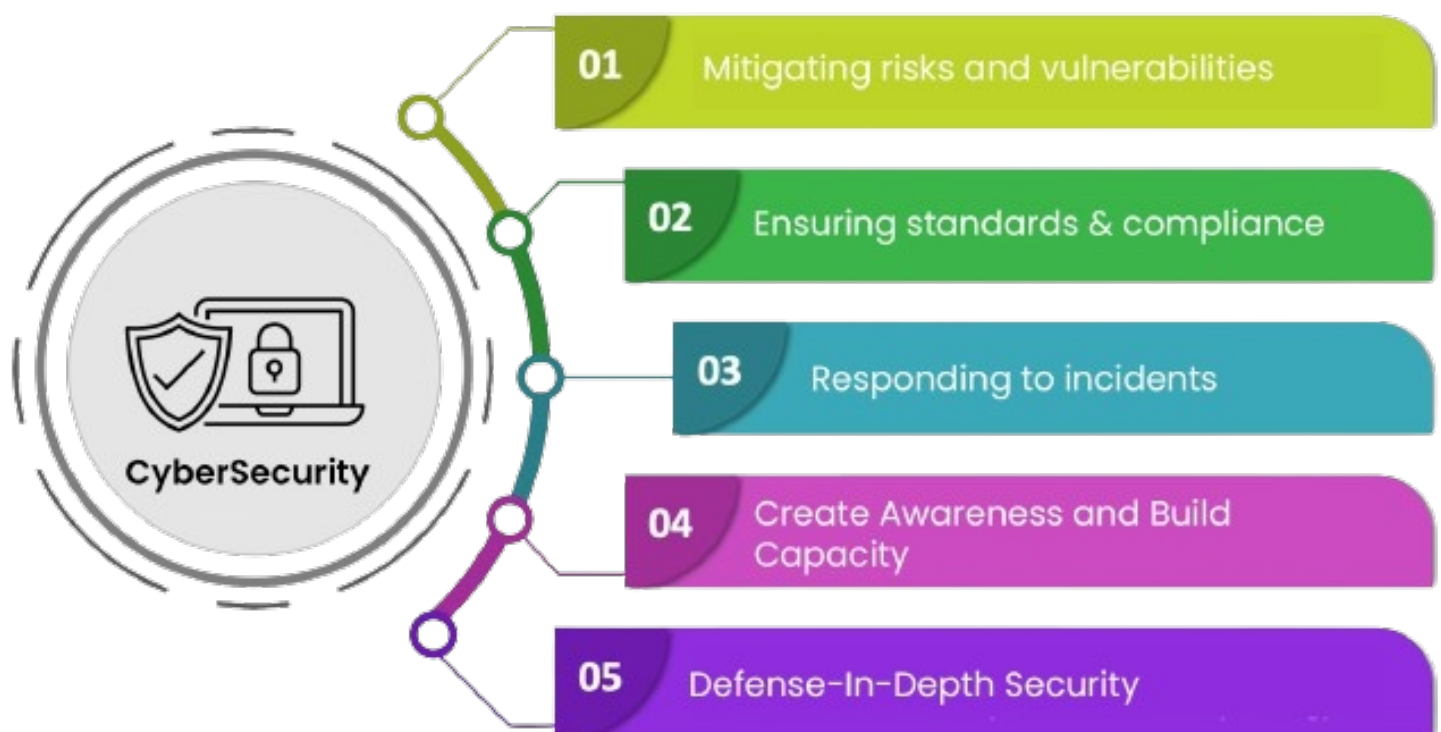 CyberSecurity
01
Mitigating risks and vulnerabilities
02
Ensuring standards & compliance
03
Responding to incidents
04
Create Awareness and Build
Capacity
05
Defense-In-Depth Security